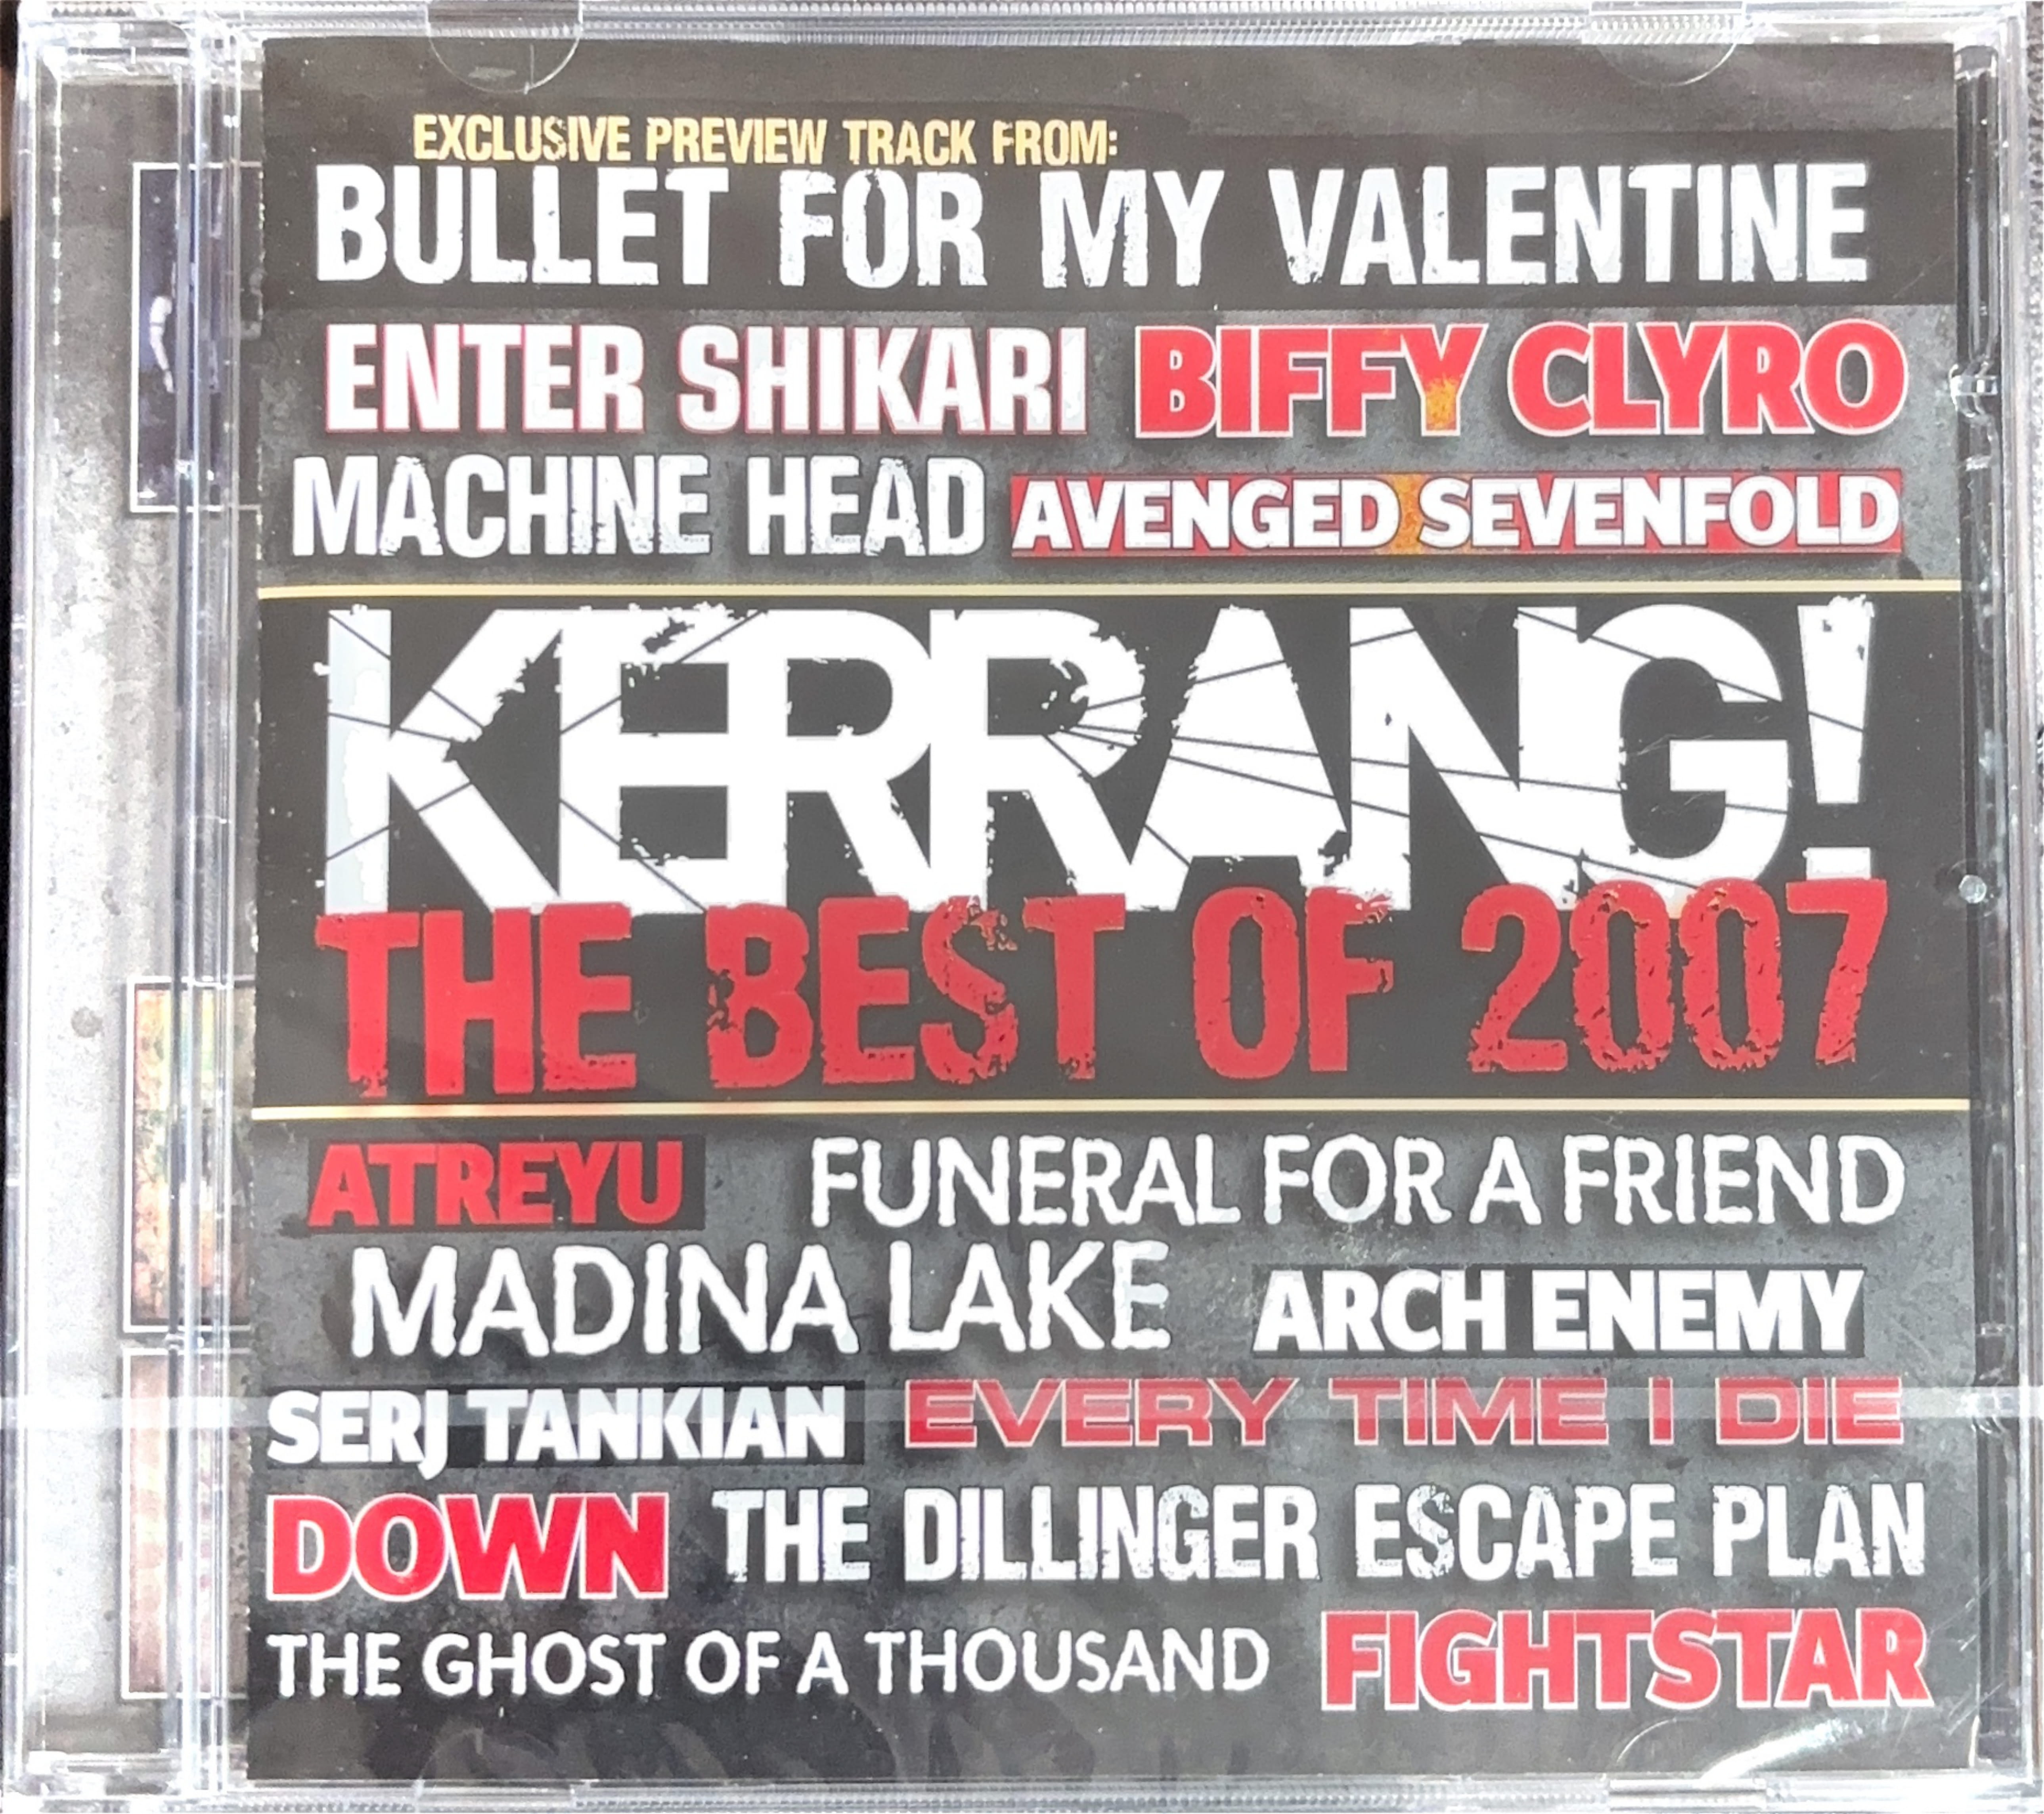 EXCLUSIVE PREVIEW TRACK FROM:
BULLET FOR MY VALENTINE
ENTER SHIKARI BIFFY CLYRO
MACHINE HEAD AVENGED SEVENFOLD
KERRANG!
THE BEST OF 2007
ATREYU FUNERAL FOR A FRIEND
MADINA LAKE ARCH ENEMY
SERJ TANKIAN EVERY TIME I DIE
DOWN THE DILLINGER ESCAPE PLAN
THE GHOST OF A THOUSAND FIGHTSTAR